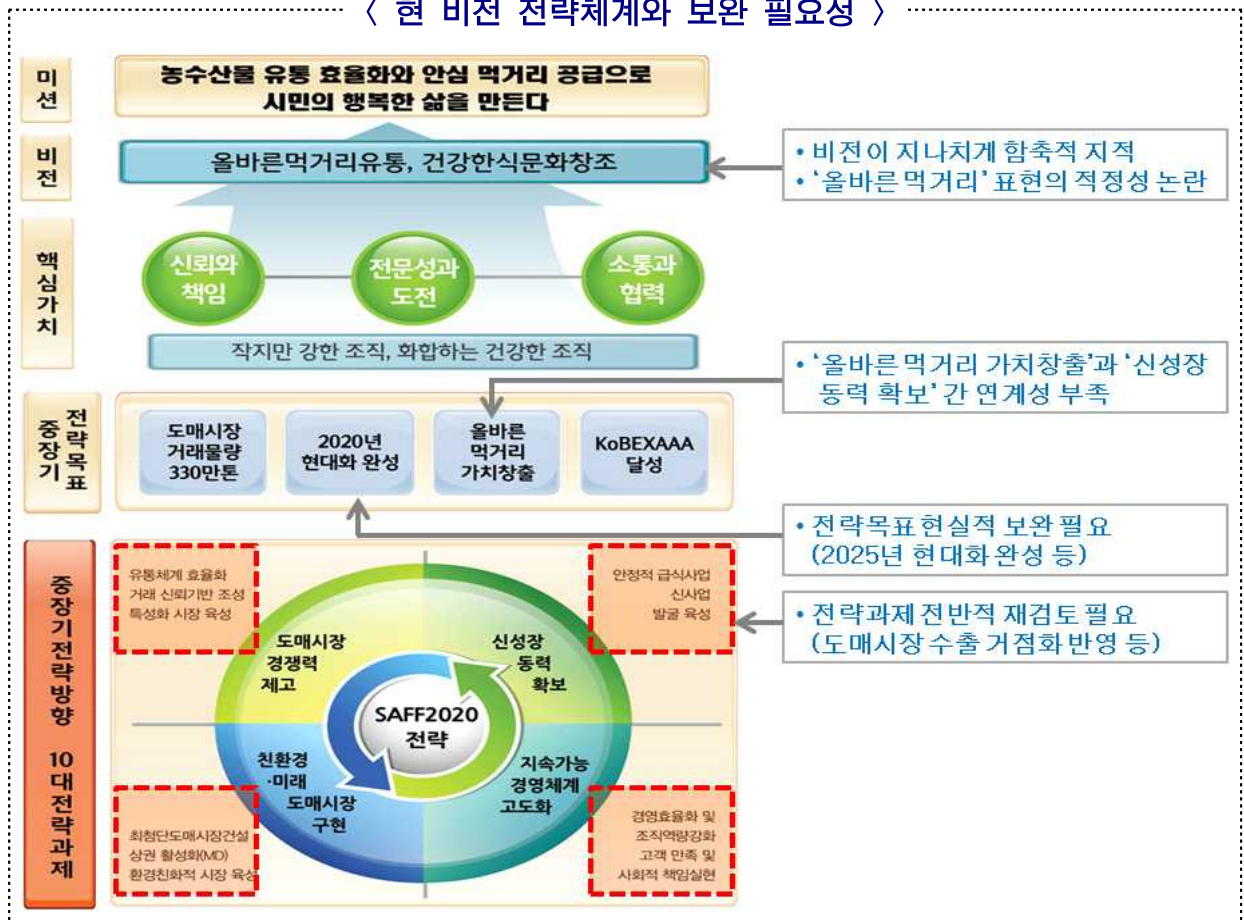 〈 현 비전 전략체계와 보완 필요성 〉
미션
농수산물 유통 효율화와 안심 먹거리 공급으로
시민의 행복한 삶을 만든다
비전
올바른먹거리유통, 건강한식문화창조
• 비전이 지나치게 함축적 지적
• ‘올바른 먹거리’ 표현의 적정성 논란
핵심가치
신뢰와
책임
전문성과
도전
소통과
협력
작지만 강한 조직, 화합하는 건강한 조직
• ‘올바른 먹거리 가치창출’과 ‘신성장
동력 확보’ 간 연계성 부족
중장기
전략목표
도매시장
거래물량
330만톤
2020년
현대화 완성
올바른
먹거리
가치창출
KoBEXAAA
달성
• 전략목표 현실적 보완 필요
(2025년 현대화 완성 등)
• 전략과제 전반적 재검토 필요
(도매시장 수출 거점화 반영 등)
중장기전략방향 10대전략과제
유통체계 효율화
거래 신뢰기반 조성
특성화 시장 육성
안정적 급식사업
신사업
발굴 육성
도매시장
경쟁력
제고
신성장
동력
확보
SAFF2020
전략
친환경
·미래
도매시장
구현
지속가능
경영체계
고도화
최첨단도매시장건설
상권 활성화(MD)
환경친화적 시장 육성
경영효율화 및
조직역량강화
고객 만족 및
사회적 책임실현